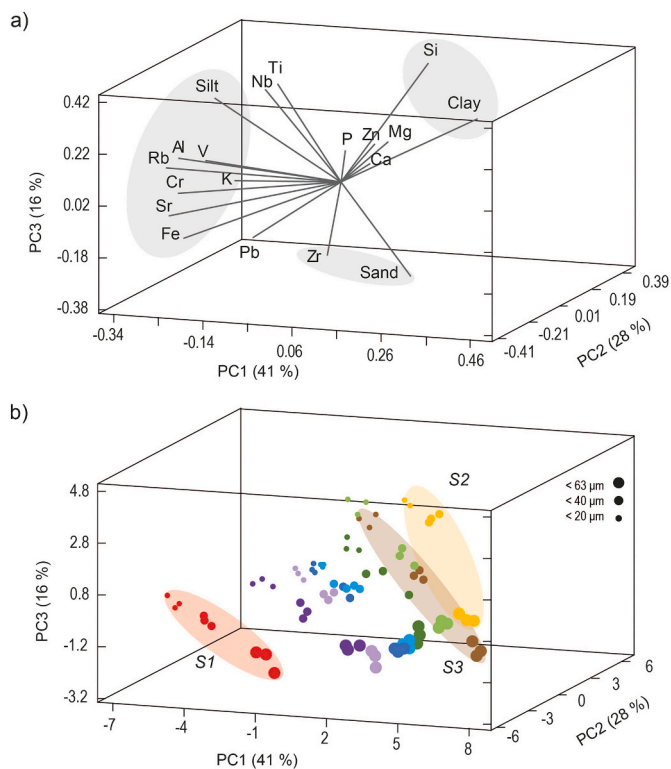 a)
Si
Ti
Nb
Silt
Clay
0.42
P
Zn
Mg
0.22
Al
V
Rb
Ca
Cr
K
0.02
Sr
Fe
Pb
Zr
Sand
-0.18
-0.38
PC3 (16 %)
0.39
0.19
0.01
-0.21
-0.41
PC2 (28 %)
-0.34
-0.14
0.06
0.26
0.46
PC1 (41 %)
b)
4.8
S2
< 63 µm
< 40 µm
< 20 µm
2.8
0.8
-1.2
S1
S3
-3.2
PC3 (16 %)
6
3
0
-3
-6
PC2 (28 %)
-7
-4
-1
2
5
8
PC1 (41 %)